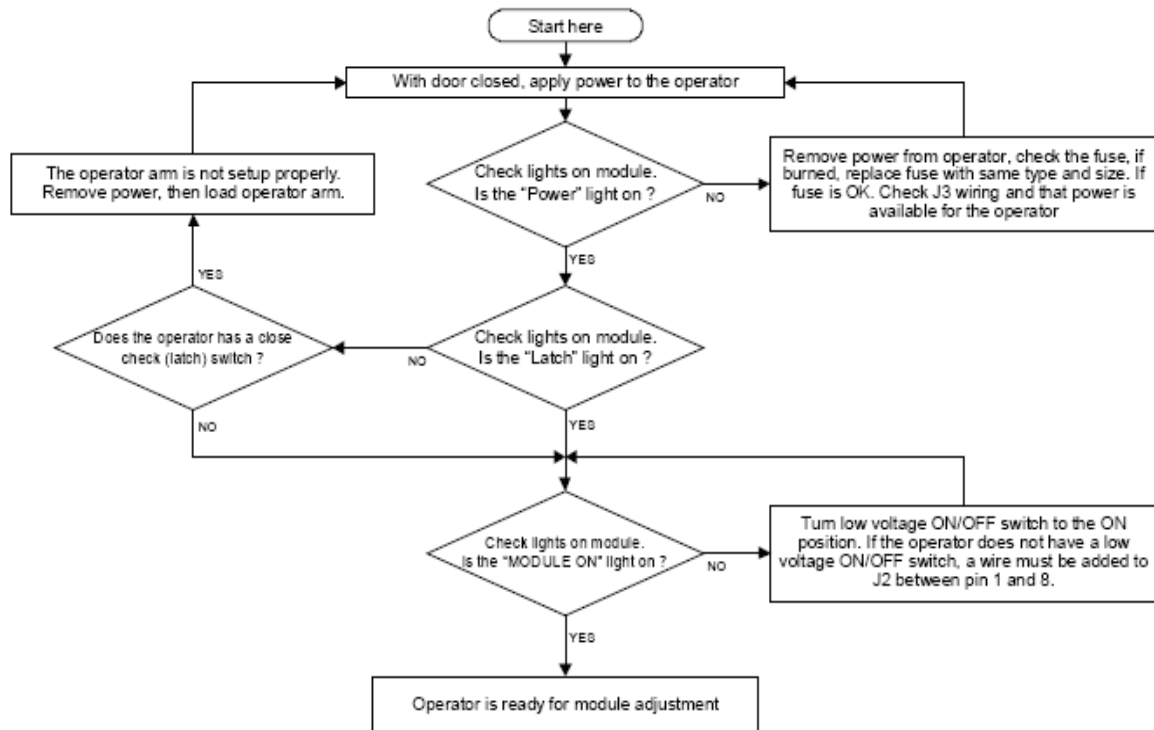 Start here
With door closed, apply power to the operator
The operator arm is not setup properly.
Remove power, then load operator arm.
Check lights on module.
Is the “Power” light on ?
NO
Remove power from operator, check the fuse, if
burned, replace fuse with same type and size. If
fuse is OK. Check J3 wiring and that power is
available for the operator
YES
YES
Does the operator has a close
check (latch) switch ?
NO
Check lights on module.
Is the “Latch” light on ?
NO
YES
Check lights on module.
Is the “MODULE ON” light on ?
NO
Turn low voltage ON/OFF switch to the ON
position. If the operator does not have a low
voltage ON/OFF switch, a wire must be added to
J2 between pin 1 and 8.
YES
Operator is ready for module adjustment